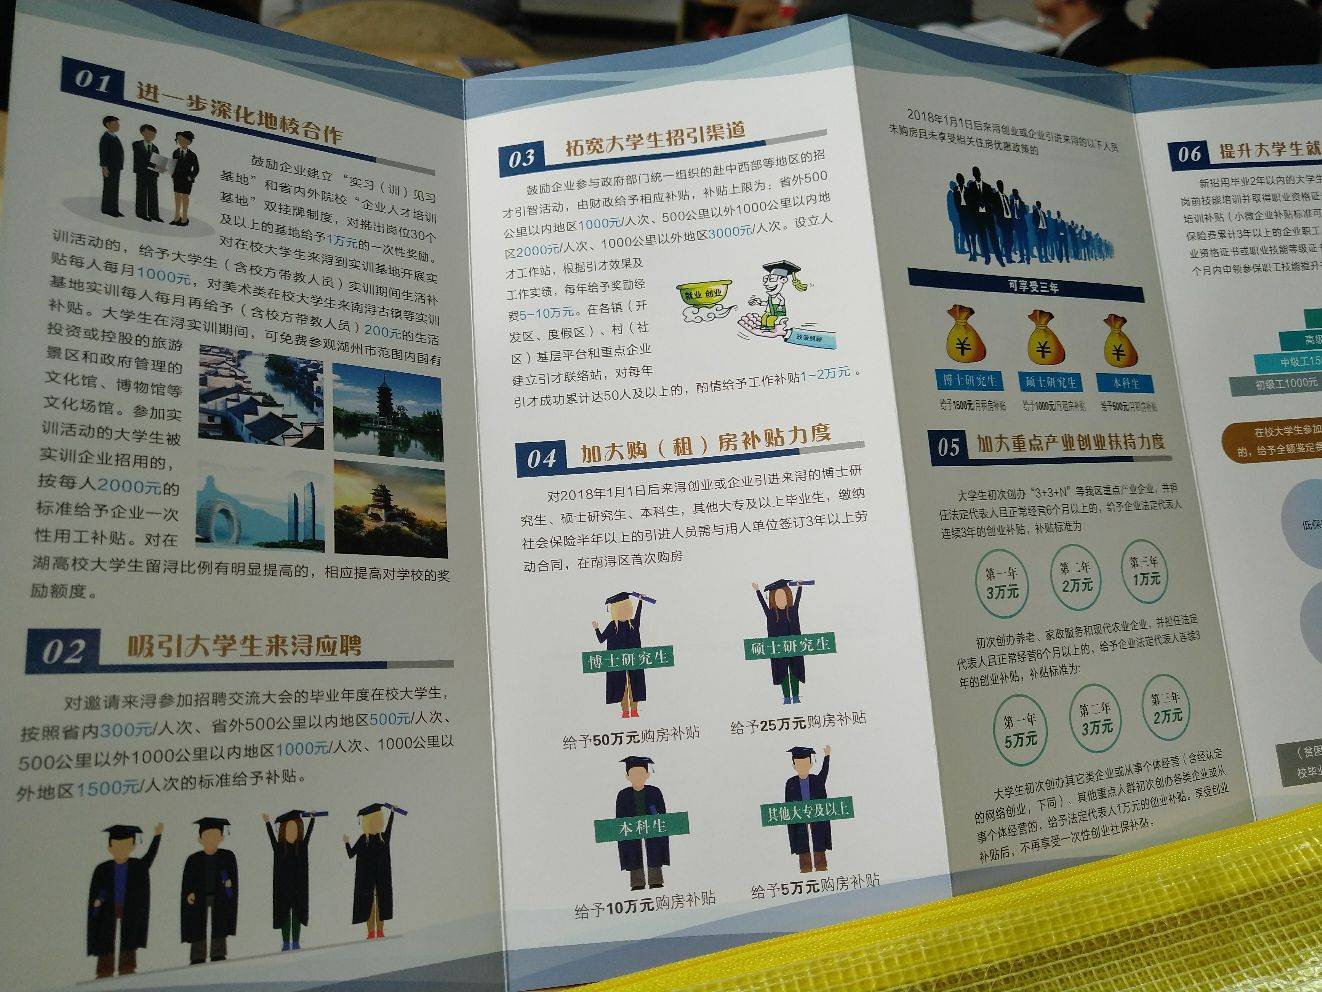 01 进一步深化地校合作
鼓励企业建立“实习（训）见习
基地”和省内外院校“企业人才培训
基地”双挂牌制度，对推出岗位30个
及以上的基地给予1万元的一次性奖励。
对在校大学生来浔到实训基地开展实
训活动的，给予大学生（含校方带教人员）实训期间生活补
贴每人每月1000元，对美术类在校大学生来南浔古镇等实训
基地实训每人每月再给予（含校方带教人员）200元的生活
补贴。大学生在浔实训期间，可免费参观湖州市范围内国有
投资或控股的旅游
景区和政府管理的
文化馆、博物馆等
文化场馆。参加实
训活动的大学生被
实训企业招用的，
按每人2000元的
标准给予企业一次
性用工补贴。对在
湖高校大学生留浔比例有明显提高的，相应提高对学校的奖
励额度。
02 吸引大学生来浔应聘
对邀请来浔参加招聘交流大会的毕业年度在校大学生，
按照省内300元/人次、省外500公里以内地区500元/人次、
500公里以外1000公里以内地区1000元/人次、1000公里以
外地区1500元/人次的标准给予补贴。
03 拓宽大学生招引渠道
鼓励企业参与政府部门统一组织的赴中西部等地区的招
才引智活动，由财政给予相应补贴，补贴上限为：省外500
公里以内地区1000元/人次、500公里以外1000公里以内地
区2000元/人次、1000公里以外地区3000元/人次。设立人
才工作站，根据引才效果及
工作实绩，每年给予奖励经
费5-10万元。在各镇（开
发区、度假区）、村（社
区）基层平台和重点企业
建立引才联络站，对每年
引才成功累计达50人及以上的，酌情给予工作补贴1-2万元。
就业 创业
04 加大购（租）房补贴力度
对2018年1月1日后来浔创业或企业引进来浔的博士研
究生、硕士研究生、本科生，其他大专及以上毕业生，缴纳
社会保险半年以上的引进人员需与用人单位签订3年以上劳
动合同，在南浔区首次购房
博士研究生
给予50万元购房补贴
硕士研究生
给予25万元购房补贴
本科生
给予10万元购房补贴
其他大专及以上
给予5万元购房补贴
2018年1月1日后来浔创业或企业引进来浔的以下人员
未购房且未享受相关住房优惠政策的
可享受三年
博士研究生
给予1500元/月租房补贴
硕士研究生
给予1000元/月租房补贴
本科生
给予500元/月租房补贴
05 加大重点产业创业扶持力度
大学生初次创办“3+3+N”等我区重点产业企业，并担
任法定代表人且正常经营6个月以上的，给予企业法定代表人
连续3年的创业补贴，补贴标准为
第一年
3万元
第二年
2万元
第三年
1万元
初次创办养老、家政服务和现代农业企业，并担任法定
代表人且正常经营6个月以上的，给予企业法定代表人连续3
年的创业补贴，补贴标准为：
第一年
5万元
第二年
3万元
第三年
2万元
大学生初次创办其它类企业或从事个体经营（含经认定
的网络创业，下同）、其他重点人群初次创办各类企业或从
事个体经营的，给予法定代表人1万元的创业补贴。享受创业
补贴后，不再享受一次性创业社保补贴。
06 提升大学生就
新招用毕业2年以内的大学生
岗前技能培训并取得职业资格证
培训补贴（小微企业补贴标准可
保险费累计3年以上的企业职工
业资格证书或职业技能等级证书
个月内申领参保职工技能提升
高级
中级工15
初级工1000元
在校大学生参加
的，给予全额鉴定
低保
（贫困
校毕业